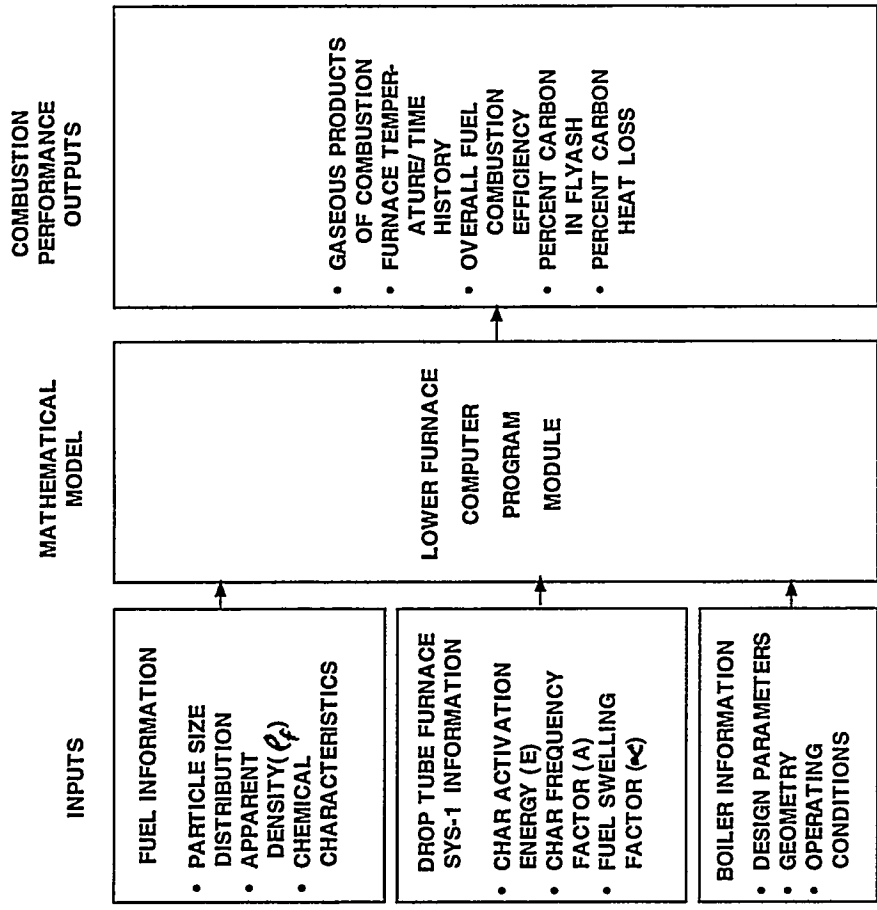 INPUTS
FUEL INFORMATION
• PARTICLE SIZE
DISTRIBUTION
• APPARENT
DENSITY(ρf)
• CHEMICAL
CHARACTERISTICS
DROP TUBE FURNACE
SYS-1 INFORMATION
• CHAR ACTIVATION
ENERGY (E)
• CHAR FREQUENCY
FACTOR (A)
• FUEL SWELLING
FACTOR (∝)
BOILER INFORMATION
• DESIGN PARAMETERS
• GEOMETRY
• OPERATING
CONDITIONS
MATHEMATICAL
MODEL
LOWER FURNACE
COMPUTER
PROGRAM
MODULE
COMBUSTION
PERFORMANCE
OUTPUTS
• GASEOUS PRODUCTS
OF COMBUSTION
• FURNACE TEMPER-
ATURE/TIME
HISTORY
• OVERALL FUEL
COMBUSTION
EFFICIENCY
• PERCENT CARBON
IN FLYASH
• PERCENT CARBON
HEAT LOSS